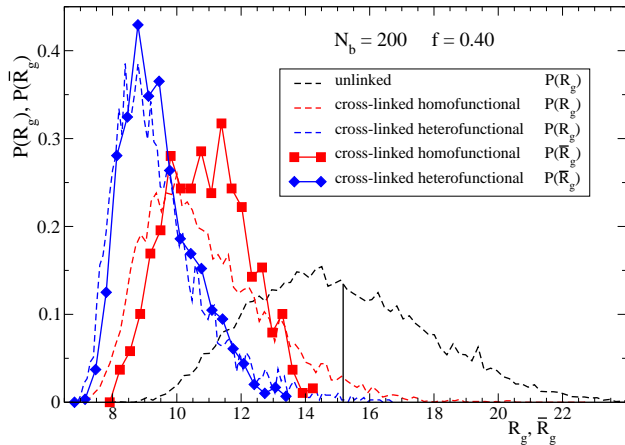 N_b = 200 f = 0.40
unlinked P(R_g)
cross-linked homofunctional P(R_g)
cross-linked heterofunctional P(R_g)
cross-linked homofunctional P(R̅_g)
cross-linked heterofunctional P(R̅_g)
P(R_g), P(R̅_g)
0.4
0.3
0.2
0.1
0
8 10 12 14 16 18 20 22
R_g, R̅_g